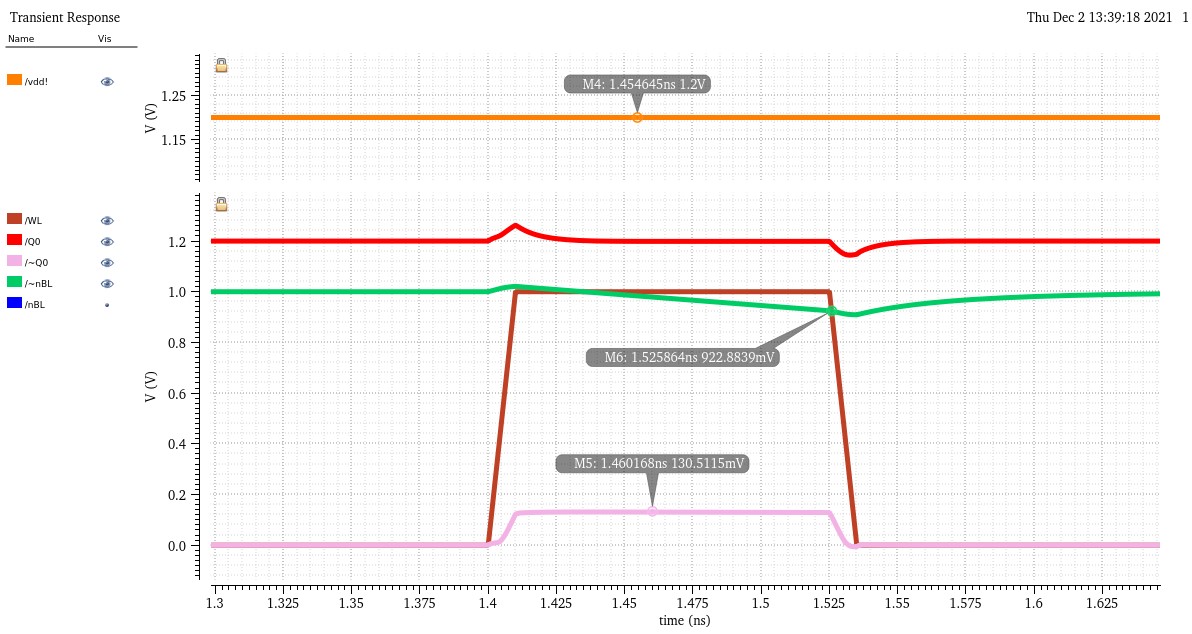 Transient Response
Thu Dec 2 13:39:18 2021 1
Name Vis
/vdd!
M4: 1.454645ns 1.2V
1.25
1.15
V (V)
/WL
/Q0
/~Q0
/~nBL
/nBL
1.2
1.0
0.8
0.6
0.4
0.2
0.0
V (V)
M6: 1.525864ns 922.8839mV
M5: 1.460168ns 130.5115mV
1.3 1.325 1.35 1.375 1.4 1.425 1.45 1.475 1.5 1.525 1.55 1.575 1.6 1.625
time (ns)